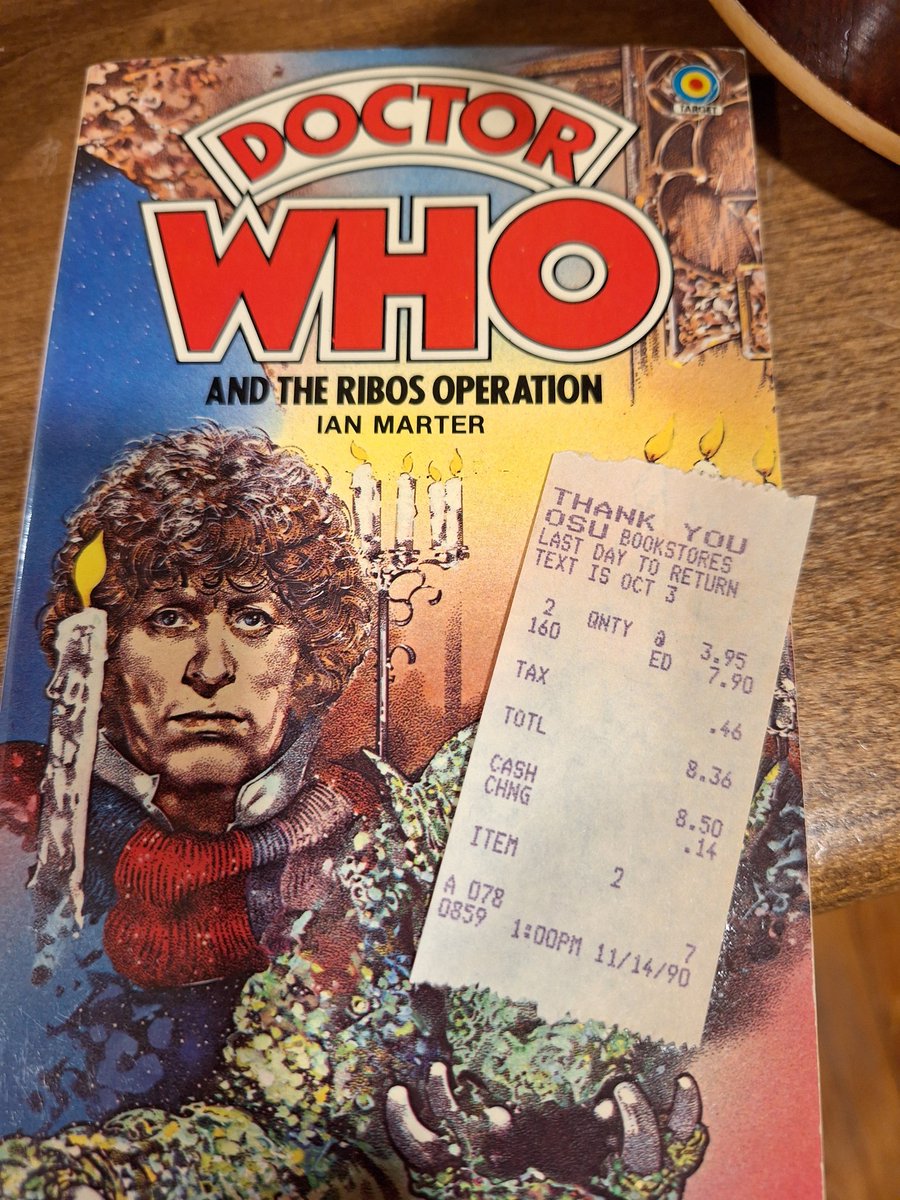 DOCTOR
WHO
TARGET
AND THE RIBOS OPERATION
IAN MARTER
THANK YOU
OSU BOOKSTORES
LAST DAY TO RETURN
TEXT IS OCT 3
2 QNTY @ 3.95
160 ED 7.90
TAX .46
TOTL 8.36
CASH 8.50
CHNG .14
ITEM 2
A 078 7
0859 1:00PM 11/14/90